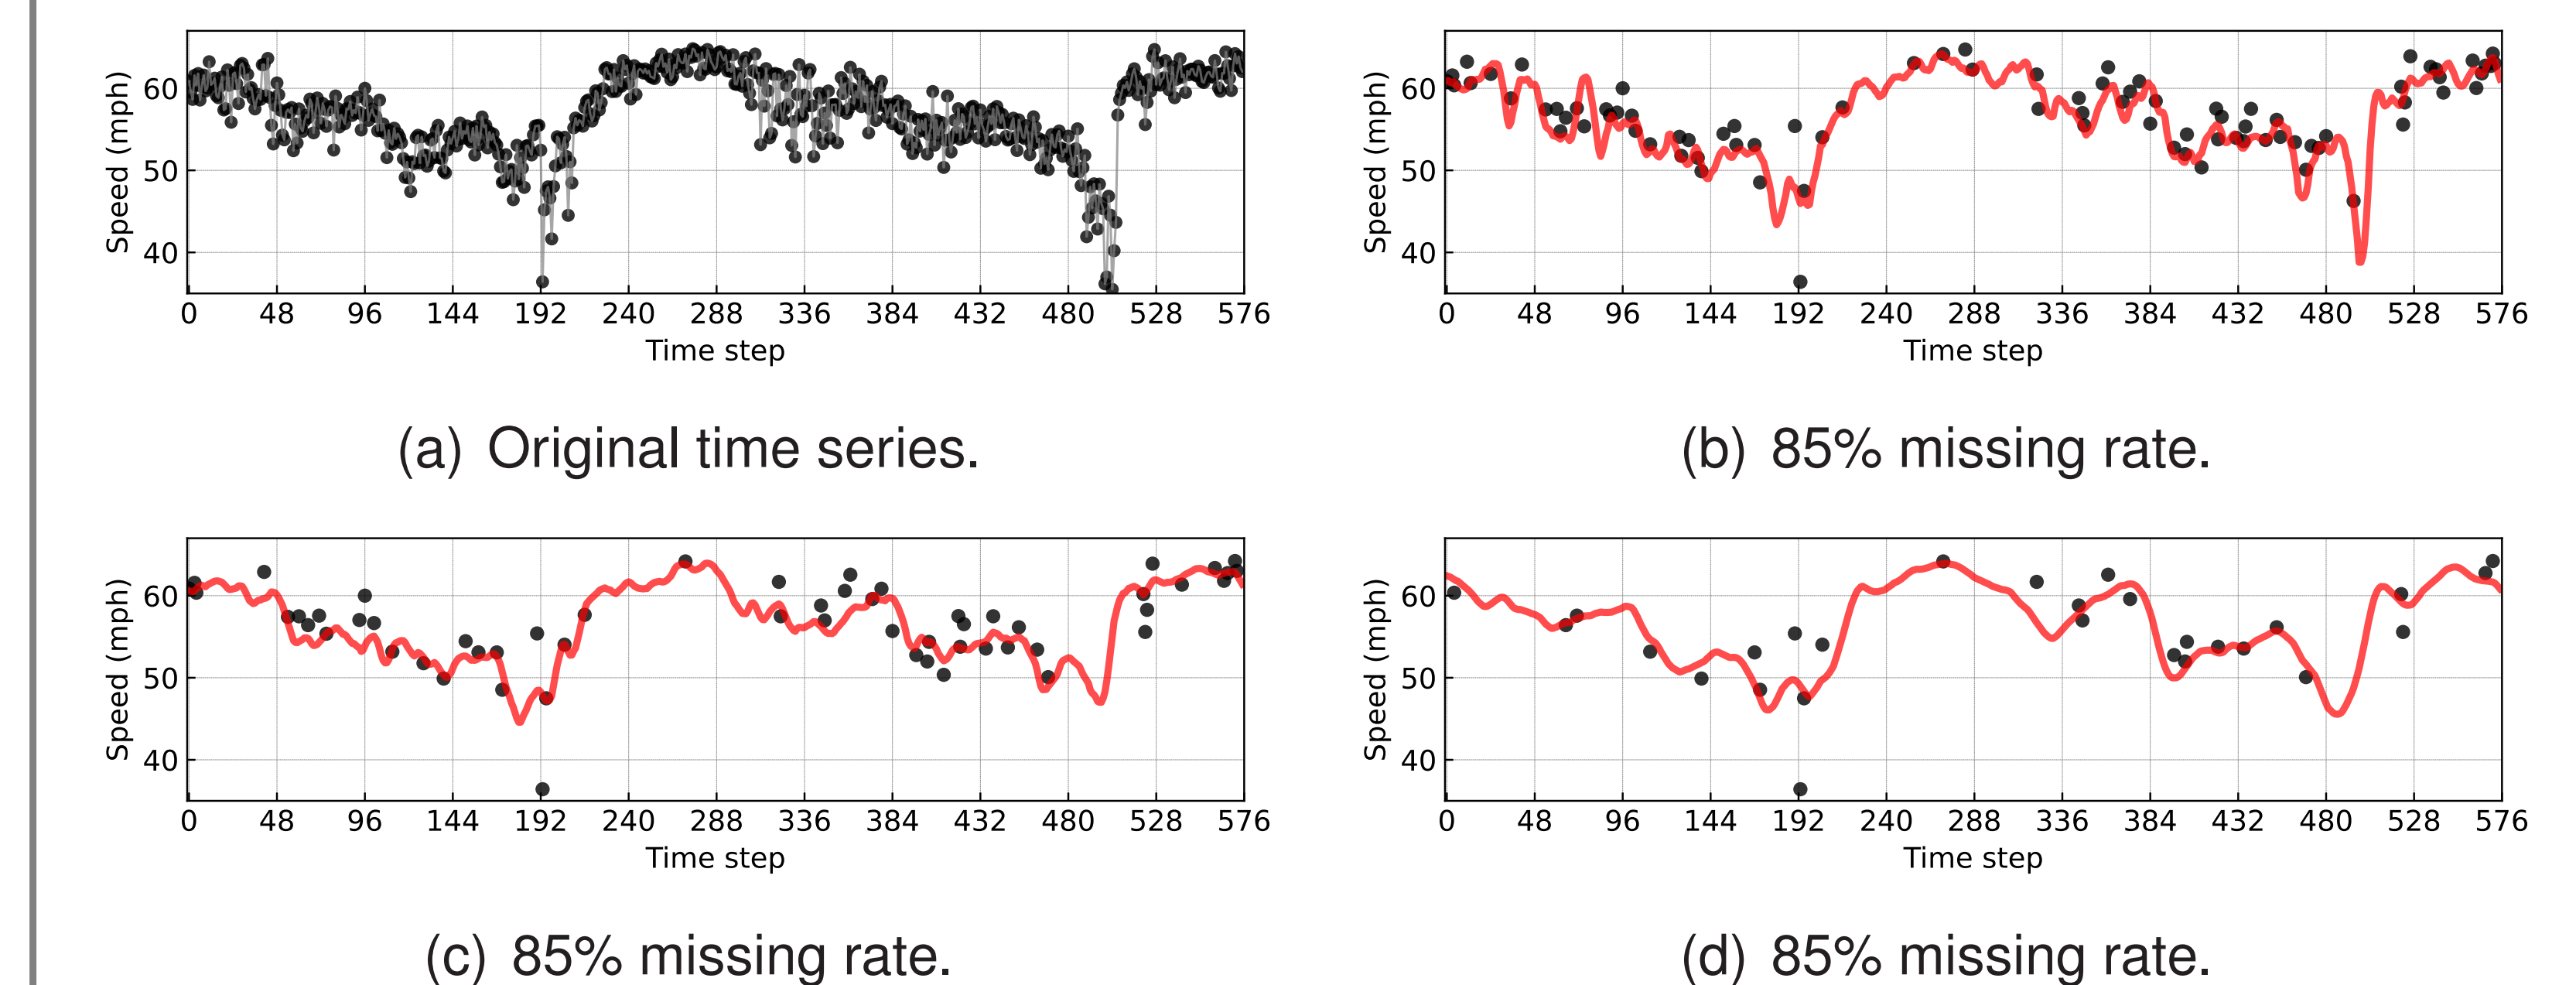 60
50
40
Speed (mph)
0 48 96 144 192 240 288 336 384 432 480 528 576
Time step
(a) Original time series.
60
50
40
Speed (mph)
0 48 96 144 192 240 288 336 384 432 480 528 576
Time step
(b) 85% missing rate.
60
50
40
Speed (mph)
0 48 96 144 192 240 288 336 384 432 480 528 576
Time step
(c) 85% missing rate.
60
50
40
Speed (mph)
0 48 96 144 192 240 288 336 384 432 480 528 576
Time step
(d) 85% missing rate.